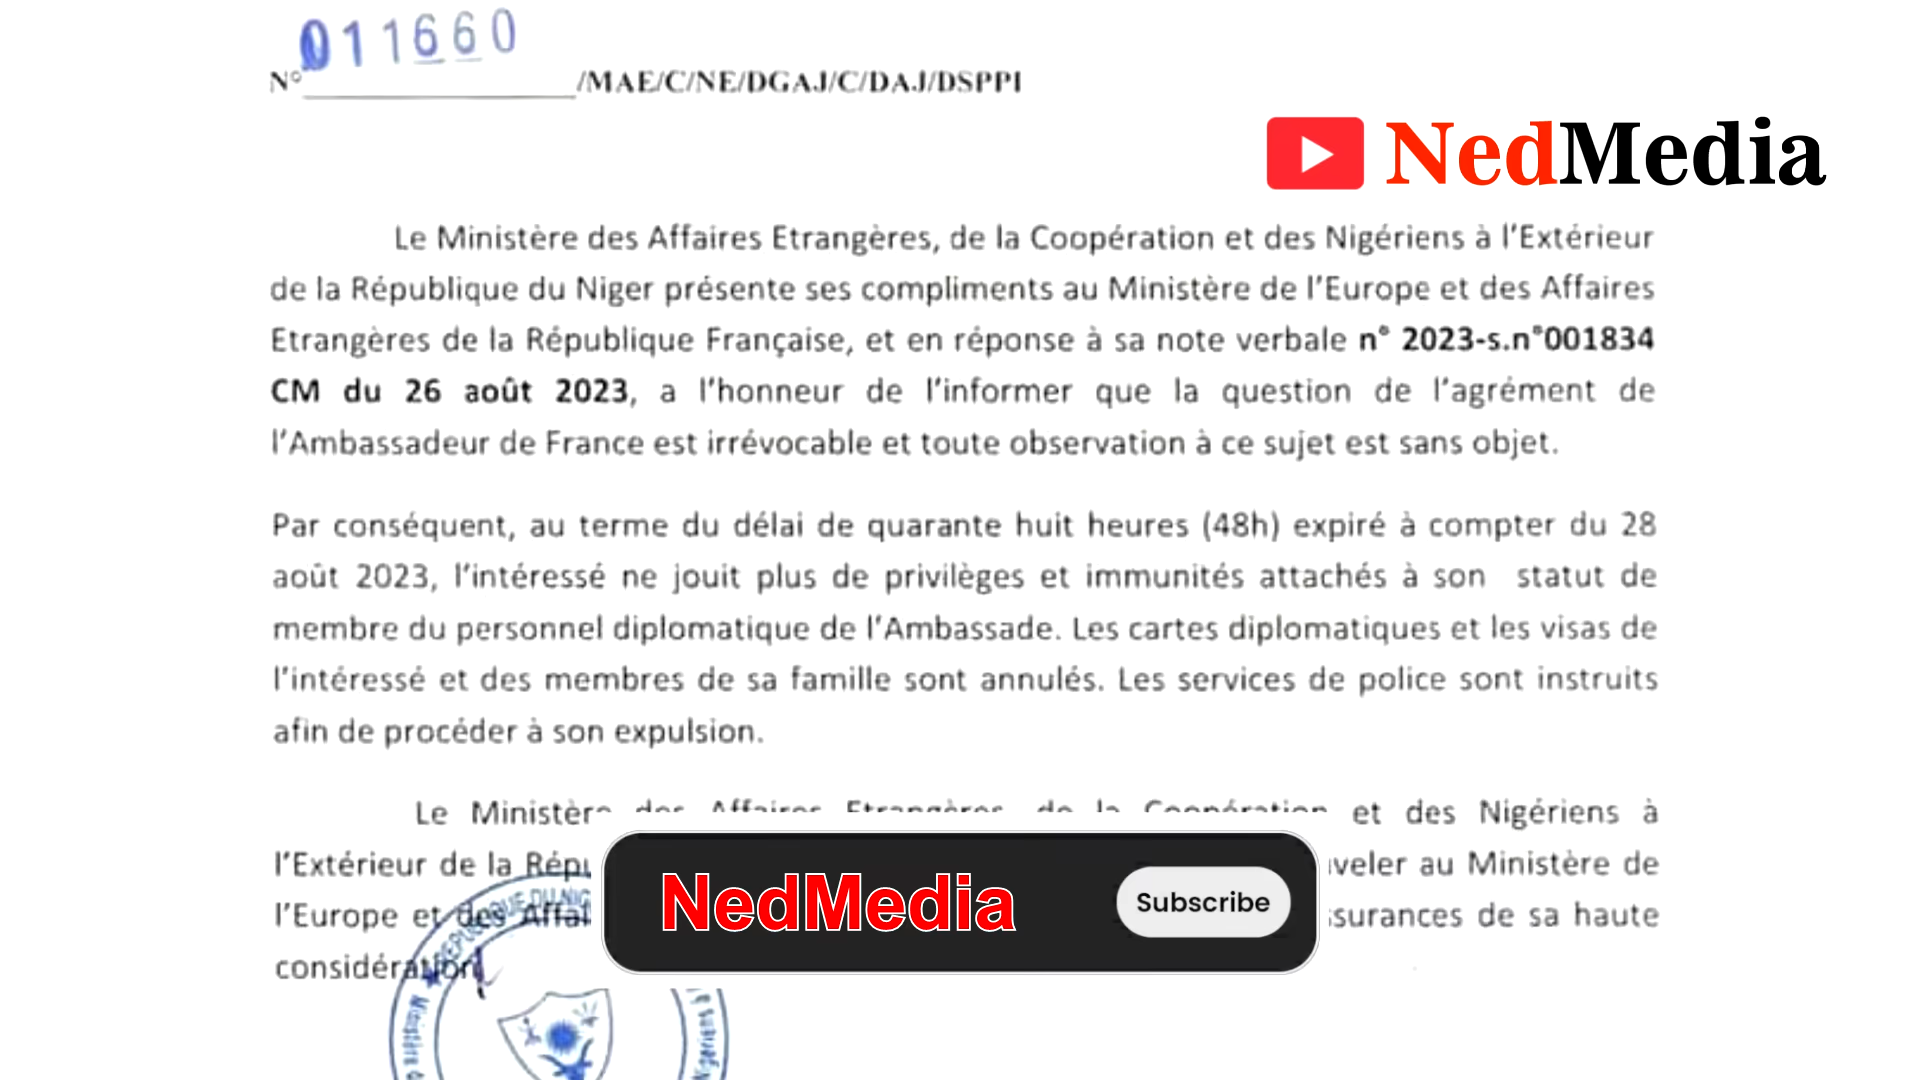 011660
N° /MAE/C/NE/DGAJ/C/DAJ/DSPPI
NedMedia
Le Ministère des Affaires Etrangères, de la Coopération et des Nigériens à l'Extérieur
de la République du Niger présente ses compliments au Ministère de l'Europe et des Affaires
Etrangères de la République Française, et en réponse à sa note verbale n° 2023-s.n°001834
CM du 26 août 2023, a l'honneur de l'informer que la question de l'agrément de
l'Ambassadeur de France est irrévocable et toute observation à ce sujet est sans objet.
Par conséquent, au terme du délai de quarante huit heures (48h) expiré à compter du 28
août 2023, l'intéressé ne jouit plus de privilèges et immunités attachés à son statut de
membre du personnel diplomatique de l'Ambassade. Les cartes diplomatiques et les visas de
l'intéressé et des membres de sa famille sont annulés. Les services de police sont instruits
afin de procéder à son expulsion.
Le Ministère des Affaires Etrangères, de la Coopération et des Nigériens à
l'Extérieur de la au Ministère de
l'Europe et des de sa haute
considération
NedMedia
Subscribe